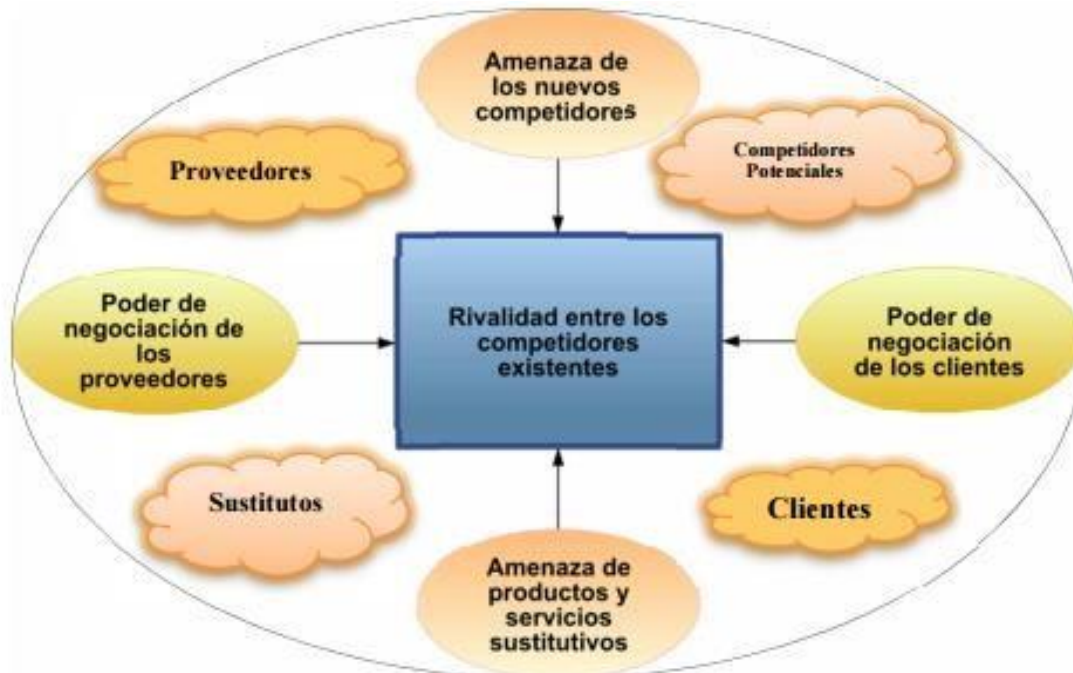 Amenaza de
los nuevos
competidores
Proveedores
Competidores
Potenciales
Poder de
negociación de
los
proveedores
Rivalidad entre los
competidores
existentes
Poder de
negociación
de los clientes
Sustitutos
Clientes
Amenaza de
productos y
servicios
sustitutivos